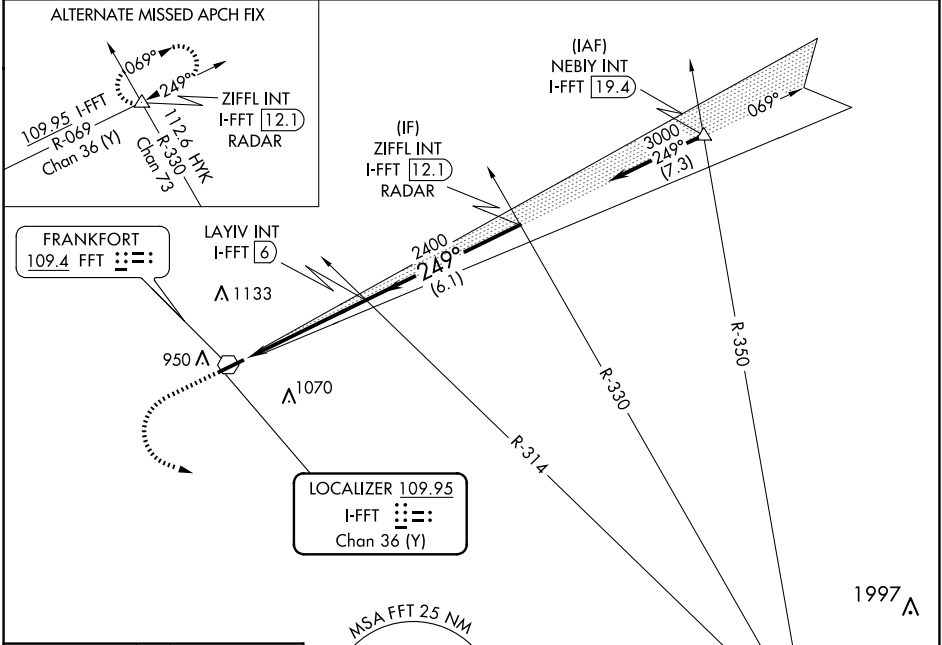 ALTERNATE MISSED APCH FIX
069°
249°
ZIFFL INT
I-FFT 12.1
RADAR
109.95 I-FFT
R-069
Chan 36 (Y)
112.6 HYK
R-330
Chan 73
(IAF)
NEBIY INT
I-FFT 19.4
069°
3000
249°
(7.3)
(IF)
ZIFFL INT
I-FFT 12.1
RADAR
LAYIV INT
I-FFT 6
2400
249°
(6.1)
FRANKFORT
109.4 FFT
1133
950
1070
R-350
R-330
R-314
LOCALIZER 109.95
I-FFT
Chan 36 (Y)
1997
MSA FFT 25 NM